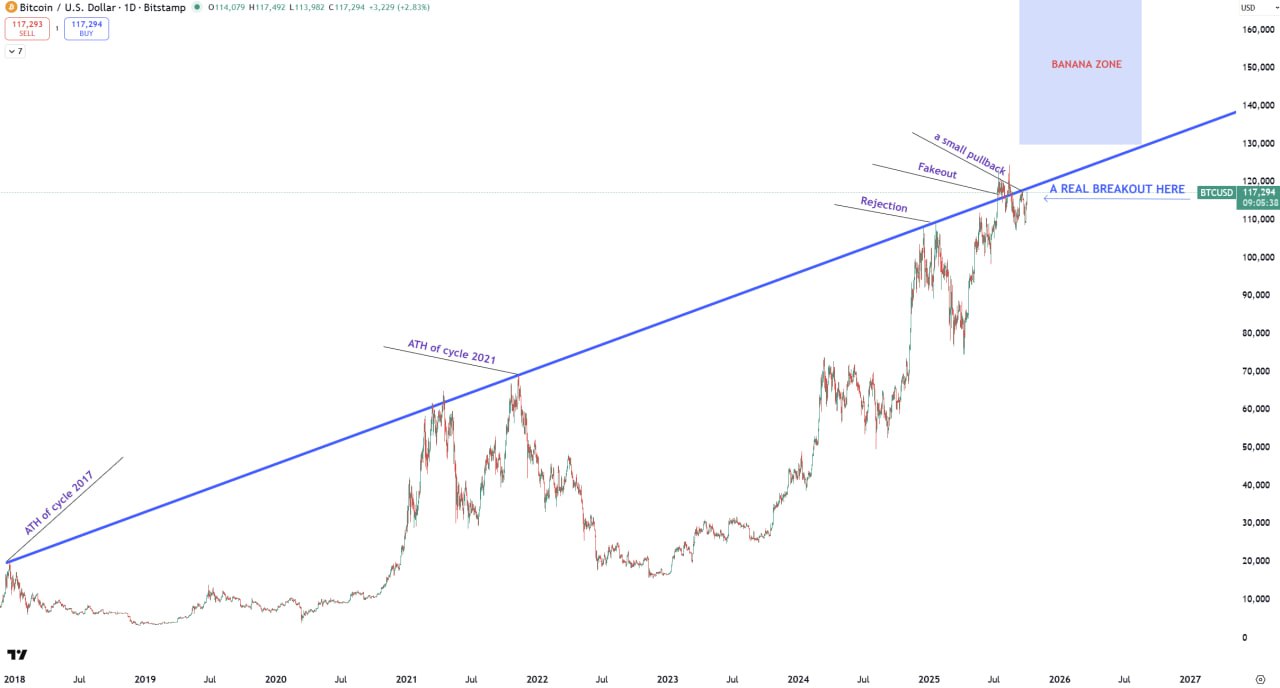 Bitcoin / U.S. Dollar · 1D · Bitstamp O114,079 H117,492 L113,982 C117,294 +3,229 (+2.83%)
117,293
SELL
1
117,294
BUY
7
USD
160,000
150,000
140,000
130,000
120,000
110,000
100,000
90,000
80,000
70,000
60,000
50,000
40,000
30,000
20,000
10,000
0
BANANA ZONE
a small pullback
Fakeout
Rejection
A REAL BREAKOUT HERE
BTCUSD 117,294
09:05:38
ATH of cycle 2021
ATH of cycle 2017
2018 Jul 2019 Jul 2020 Jul 2021 Jul 2022 Jul 2023 Jul 2024 Jul 2025 Jul 2026 Jul 2027